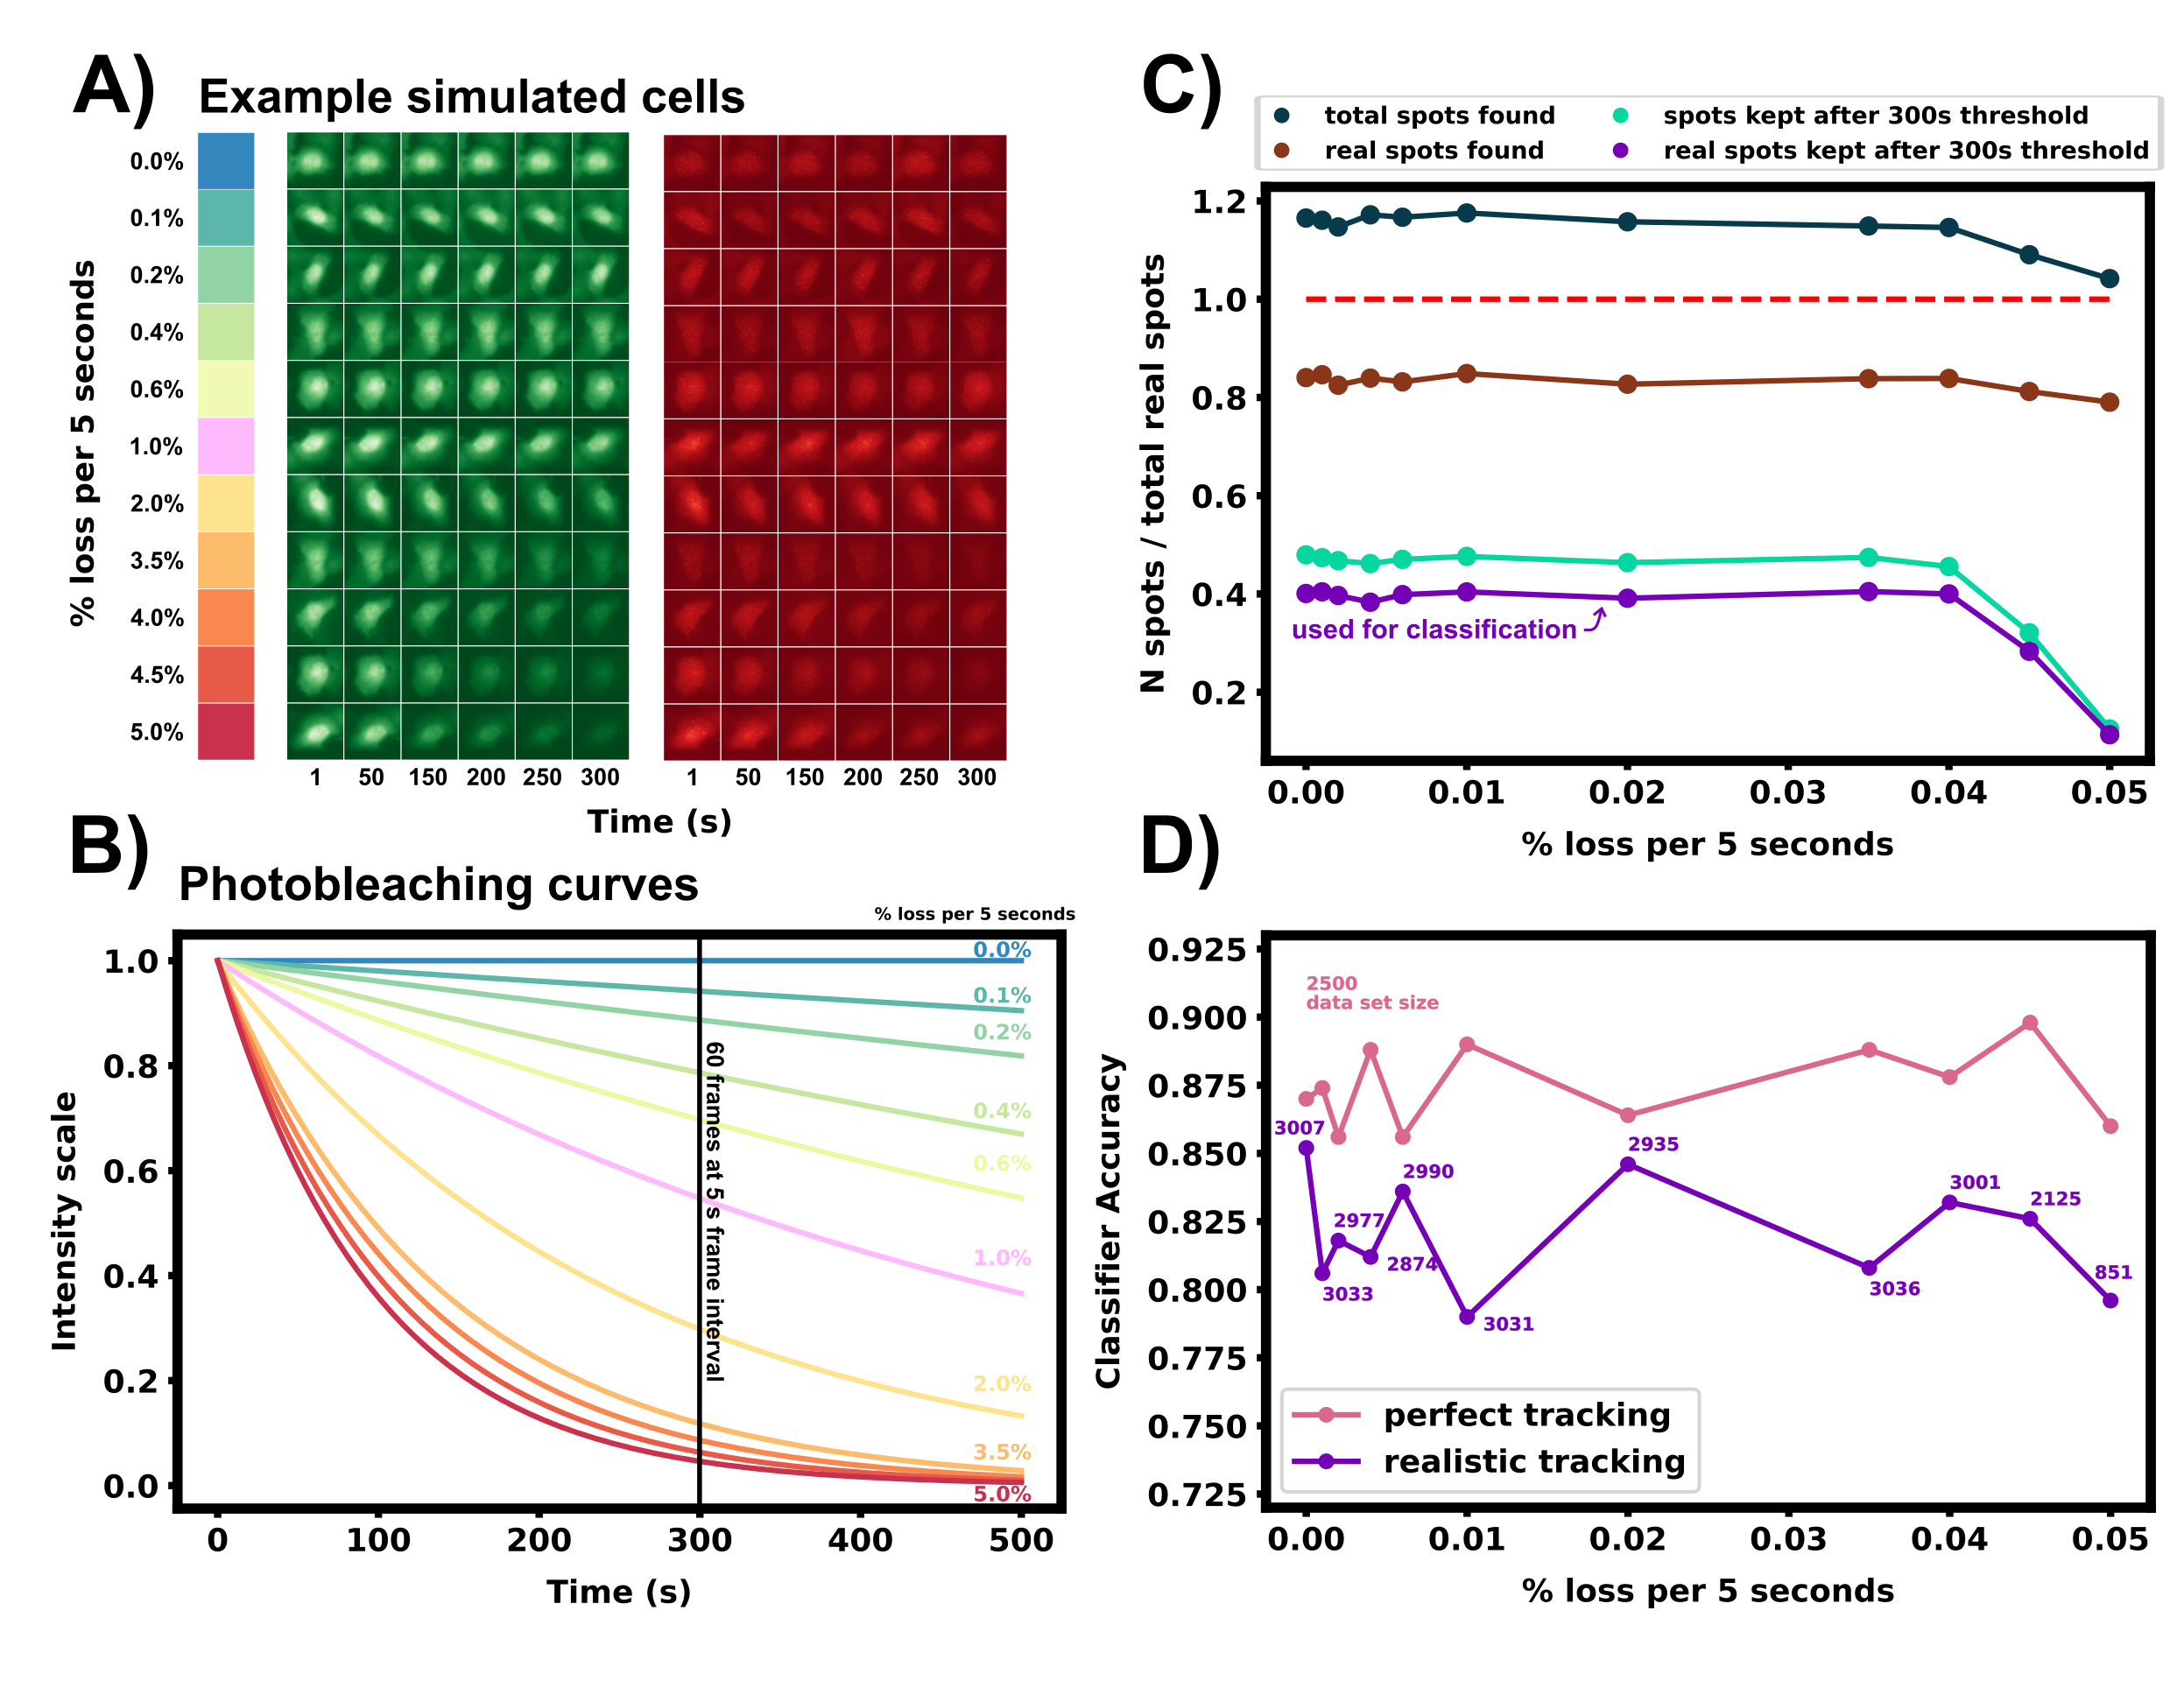 A)
Example simulated cells
% loss per 5 seconds
0.0%
0.1%
0.2%
0.4%
0.6%
1.0%
2.0%
3.5%
4.0%
4.5%
5.0%
1 50 150 200 250 300
1 50 150 200 250 300
Time (s)
B)
Photobleaching curves
% loss per 5 seconds
Intensity scale
1.0
0.8
0.6
0.4
0.2
0.0
0.0%
0.1%
0.2%
0.4%
0.6%
1.0%
2.0%
3.5%
5.0%
60 frames at 5 s frame interval
0 100 200 300 400 500
Time (s)
C)
total spots found
real spots found
spots kept after 300s threshold
real spots kept after 300s threshold
N spots / total real spots
1.2
1.0
0.8
0.6
0.4
0.2
used for classification
0.00 0.01 0.02 0.03 0.04 0.05
% loss per 5 seconds
D)
Classifier Accuracy
0.925
0.900
0.875
0.850
0.825
0.800
0.775
0.750
0.725
2500
data set size
3007
3033
2977
2874
2990
3031
2935
3036
3001
2125
851
perfect tracking
realistic tracking
0.00 0.01 0.02 0.03 0.04 0.05
% loss per 5 seconds